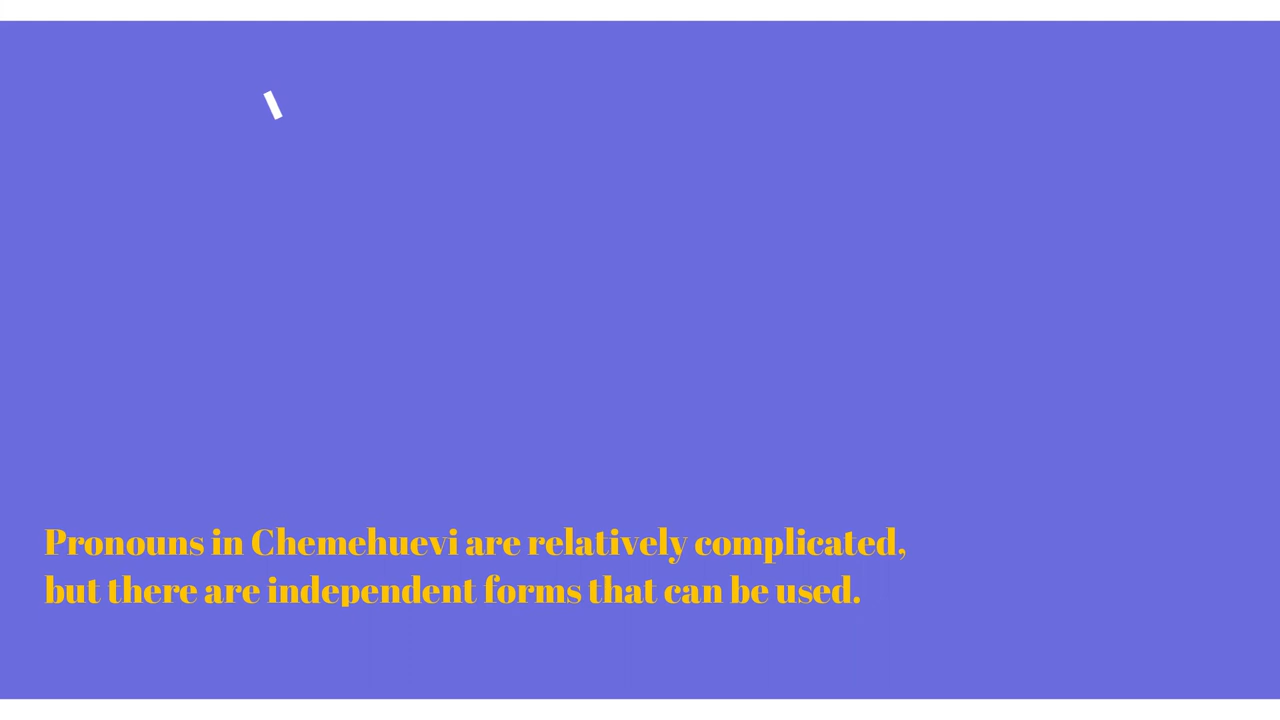 Pronouns in Chemehuevi are relatively complicated,
but there are independent forms that can be used.